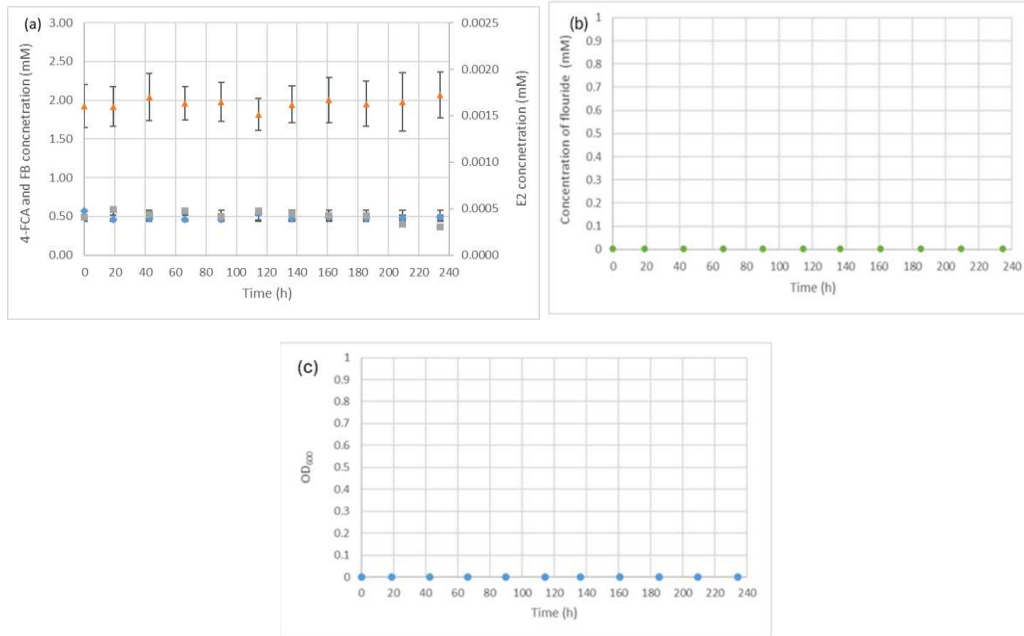 (a)
3.00
2.50
2.00
1.50
1.00
0.50
0.00
4-FCA and FB concnetration (mM)
0.0025
0.0020
0.0015
0.0010
0.0005
0.0000
E2 concnetration (mM)
0 20 40 60 80 100 120 140 160 180 200 220 240
Time (h)
(b)
1
0.9
0.8
0.7
0.6
0.5
0.4
0.3
0.2
0.1
0
Concentration of flouride (mM)
0 20 40 60 80 100 120 140 160 180 200 220 240
Time (h)
(c)
1
0.9
0.8
0.7
0.6
0.5
0.4
0.3
0.2
0.1
0
OD600
0 20 40 60 80 100 120 140 160 180 200 220 240
Time (h)